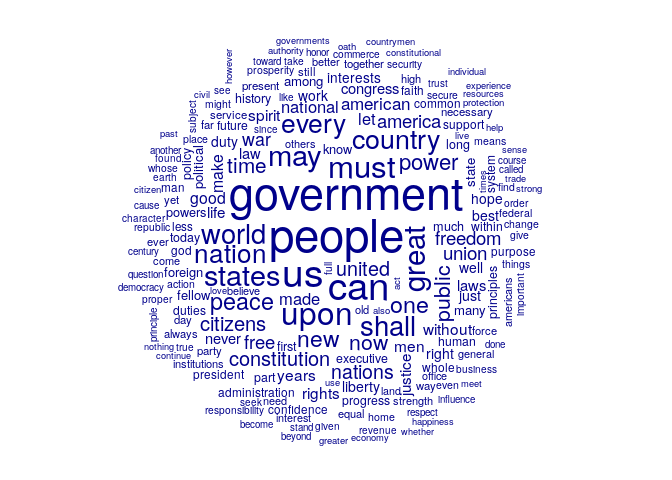 governments oath countrymen
authority honor commerce constitutional
however toward take better together security individual
prosperity still
present among interests high trust experience
civil see history like work congress faith secure resources
subject might national american common protection
service spirit every let america necessary
far future since support help
past place duty war others know country long live means
another law may must power state system sense
found policy political time course
whose make called
earth trade
citizen man good government hope times find strong
cause yet powers life best order
character republic less world people great much within federal change
ever today freedom give
century god nation union purpose
come us full united public well things
question foreign states can act laws principles americans important
democracy action love believe
proper fellow peace made one just
duties upon old also many
principle day citizens shall without force
always never free new now men human done
nothing true first right general
continue party constitution executive justice whole business
institutions nations office
president part years use liberty land way even meet
administration rights progress strength influence
seek need
responsibility confidence equal home respect
become interest happiness
stand given revenue whether
beyond greater economy